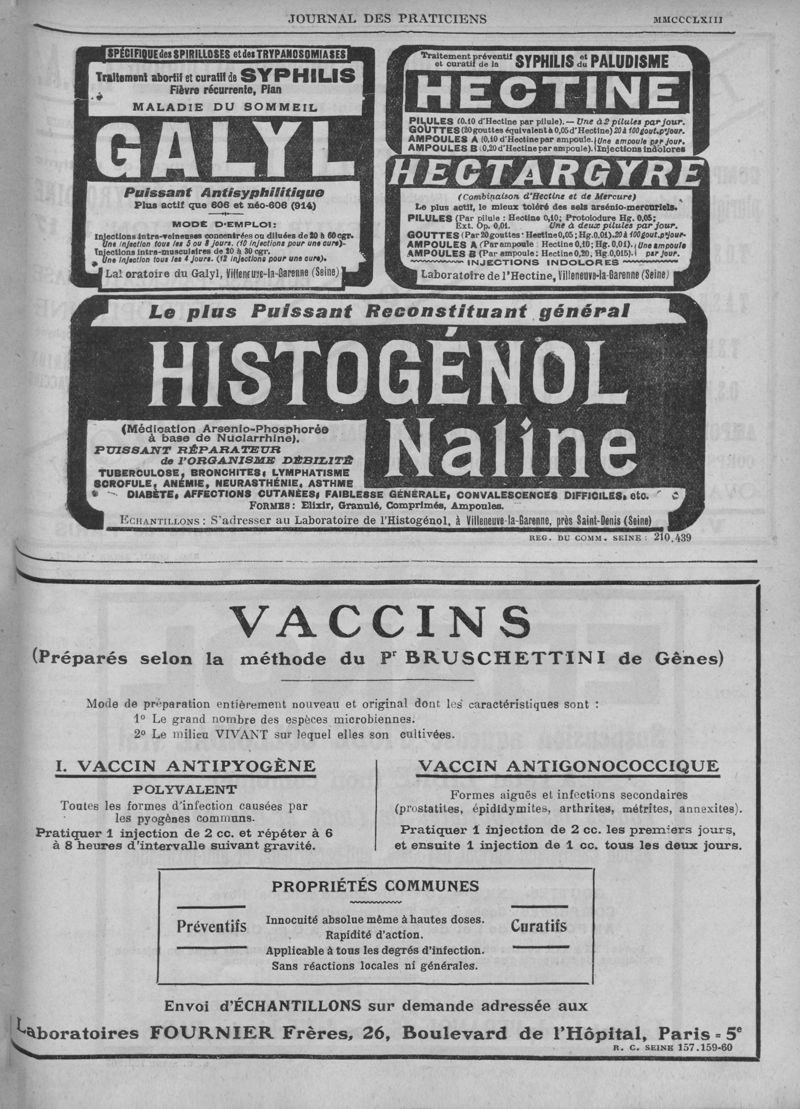 JOURNAL DES PRATICIENS
MMCCCLXIII
SPÉCIFIQUE des SPIRILLOSES et des TRYPANOSOMIASES
Traitement abortif et curatif de SYPHILIS
Fièvre récurrente, Pian
MALADIE DU SOMMEIL
GALYL
Puissant Antisyphilitique
Plus actif que 606 et néo-606 (914)
MODE D'EMPLOI:
Injections intra-veineuses concentrées ou diluées de 20 à 60 cgr.
Une injection tous les 5 ou 8 jours. (10 injections pour une cure)-
Injections intra-musculaires de 20 à 30 cgr.
Une injection tous les 4 jours. (12 injections pour une cure).
Laboratoire du Galyl, Villeneuve-la-Garenne (Seine)
Traitement préventif et curatif de la SYPHILIS et du PALUDISME
HECTINE
PILULES (0.10 d'Hectine par pilule). — Une à 2 pilules par jour.
GOUTTES (20 gouttes équivalent à 0,05 d'Hectine) 20 à 100 gout. p' jour.
AMPOULES A (0,10 d'Hectine par ampoule.) Une ampoule par jour.
AMPOULES B (0,20 d'Hectine par ampoule). Injections indolores
HECTARGYRE
(Combinaison d'Hectine et de Mercure)
Le plus actif, le mieux toléré des sels arsénio-mercuriels.
PILULES (Par pilule : Hectine 0,10; Protoiodure Hg. 0,05;
Ext. Op. 0,01. Une à deux pilules par jour.
GOUTTES (Par 20 gouttes : Hectine 0,05 ; Hg. 0,01). 20 à 100 gout. p' jour.
AMPOULES A (Par ampoule : Hectine 0,10; Hg. 0,01). Une ampoule
AMPOULES B (Par ampoule: Hectine 0,20, Hg. 0,015). par jour.
INJECTIONS INDOLORES
Laboratoire de l'Hectine, Villeneuve-la-Garenne (Seine)
Le plus Puissant Reconstituant général
HISTOGÉNOL
Naline
(Médication Arsenio-Phosphorée
à base de Nuclarrhine).
PUISSANT RÉPARATEUR
de l'ORGANISME DÉBILITÉ
TUBERCULOSE, BRONCHITES, LYMPHATISME
SCROFULE, ANÉMIE, NEURASTHÉNIE, ASTHME
DIABÈTE, AFFECTIONS CUTANÉES, FAIBLESSE GÉNÉRALE, CONVALESCENCES DIFFICILES, etc.
FORMES: Elixir, Granulé, Comprimés, Ampoules.
ECHANTILLONS : S'adresser au Laboratoire de l'Histogénol, à Villeneuve-la-Garenne, près Saint-Denis (Seine)
REG. DU COMM. SEINE : 210.439
VACCINS
(Préparés selon la méthode du Pr BRUSCHETTINI de Gênes)
Mode de préparation entièrement nouveau et original dont les caractéristiques sont :
1° Le grand nombre des espèces microbiennes.
2° Le milieu VIVANT sur lequel elles son cultivées.
I. VACCIN ANTIPYOGÈNE
POLYVALENT
Toutes les formes d'infection causées par
les pyogènes communs.
Pratiquer 1 injection de 2 cc. et répéter à 6
à 8 heures d'intervalle suivant gravité.
VACCIN ANTIGONOCOCCIQUE
Formes aiguës et infections secondaires
(prostatites, épididymites, arthrites, métrites, annexites).
Pratiquer 1 injection de 2 cc. les premiers jours,
et ensuite 1 injection de 1 cc. tous les deux jours.
PROPRIÉTÉS COMMUNES
Préventifs
Innocuité absolue même à hautes doses.
Rapidité d'action.
Applicable à tous les degrés d'infection.
Sans réactions locales ni générales.
Curatifs
Envoi d'ÉCHANTILLONS sur demande adressée aux
Laboratoires FOURNIER Frères, 26, Boulevard de l'Hôpital, Paris-5e
R. C. SEINE 157.159-60